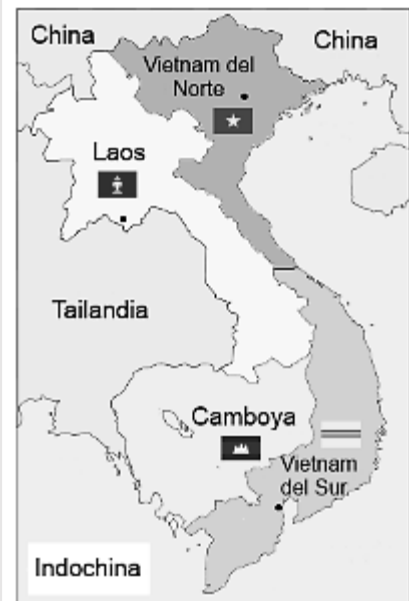 China
China
Vietnam del
Norte
Laos
Tailandia
Camboya
Vietnam
del Sur
Indochina